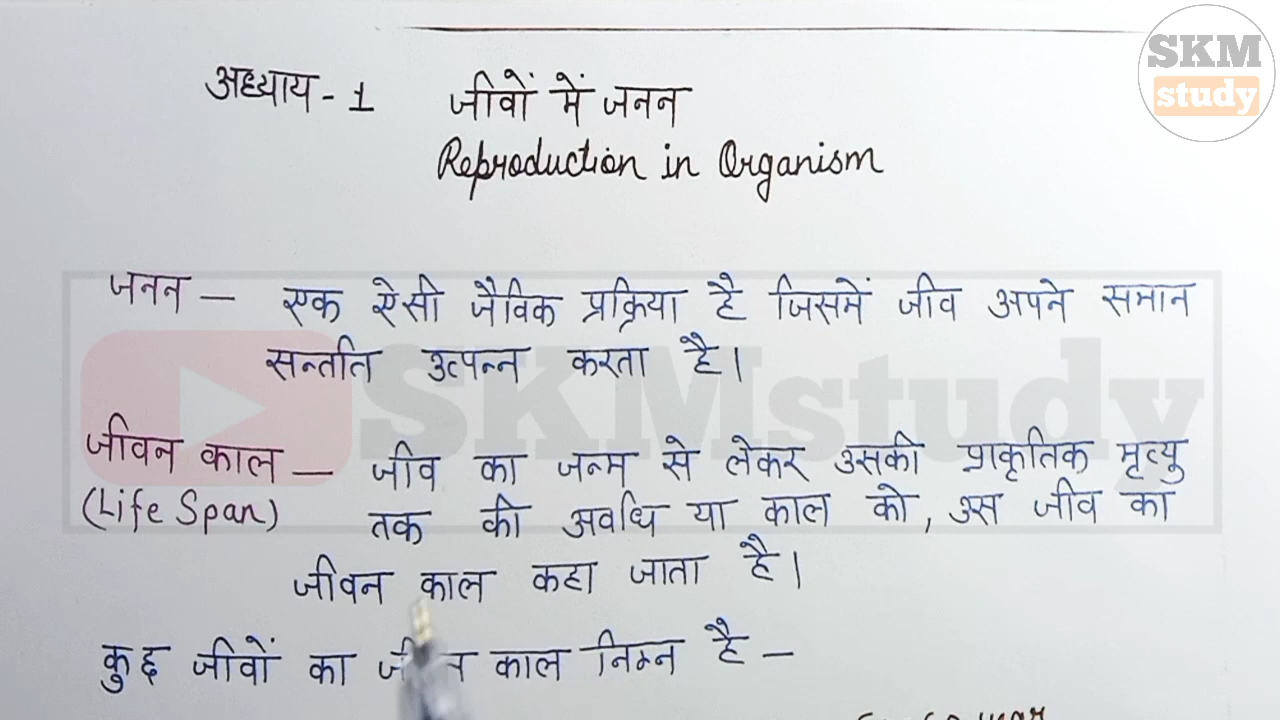 SKM
study
अध्याय - 1 जीवों में जनन
Reproduction in Organism
जनन — एक ऐसी जैविक प्रक्रिया है जिसमें जीव अपने समान
सन्तति उत्पन्न करता है।
SKMstudy
जीवन काल — जीव का जन्म से लेकर उसकी प्राकृतिक मृत्यु
(Life Span) तक की अवधि या काल को, उस जीव का
जीवन काल कहा जाता है।
कुछ जीवों का काल निम्न है —